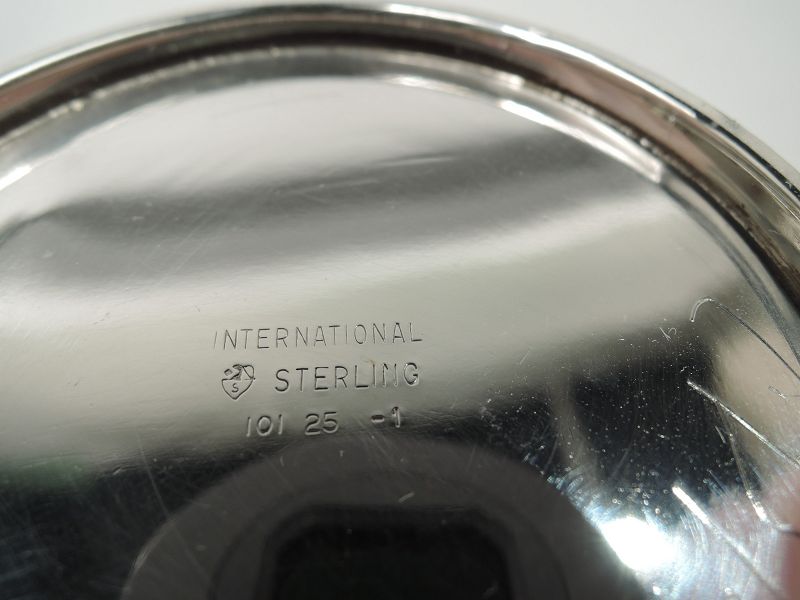 INTERNATIONAL
S STERLING
101 25 -1